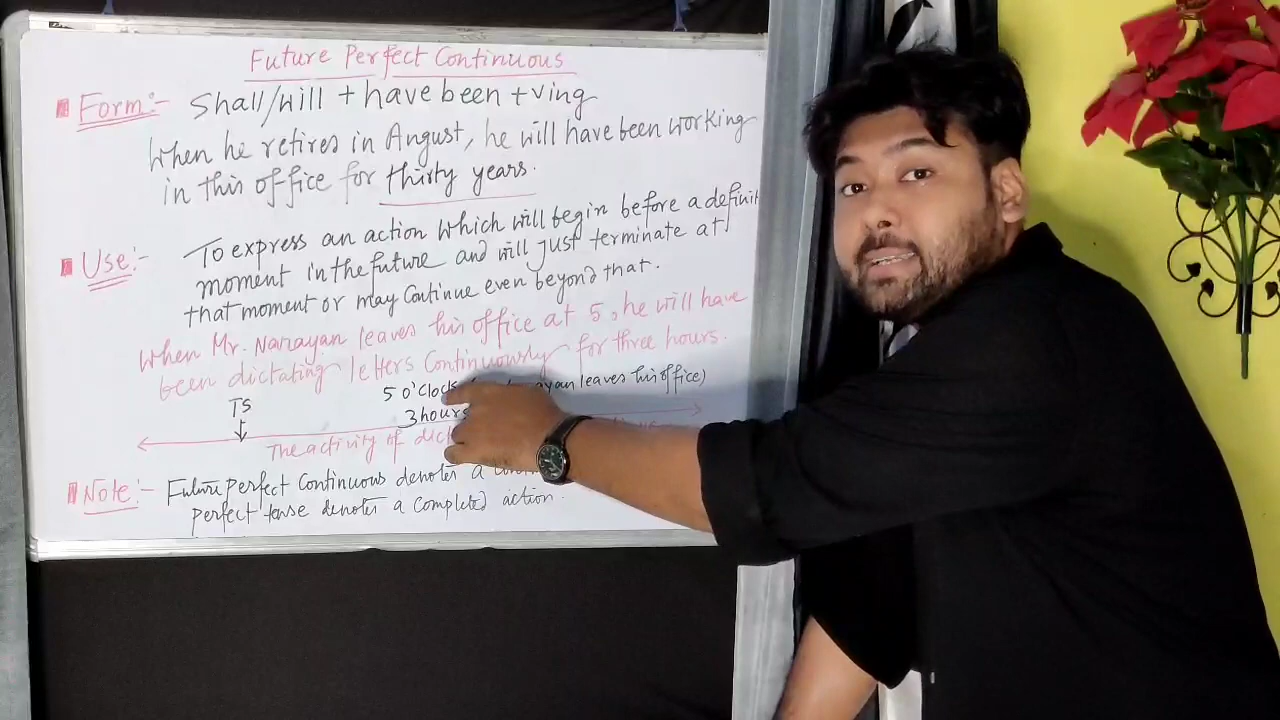 Future Perfect Continuous
Form:- Shall/will + have been + ving
When he retires in August, he will have been working
in this office for thirty years.
Use:- To express an action which will begin before a definit
moment in the future and will just terminate at
that moment or may continue even beyond that.
When Mr. Narayan leaves his office at 5, he will have
been dictating letters continuously for three hours.
TS
5 o'clock leaves his office)
3 hours
The activity of
Note:- Future Perfect Continuous denotes a
perfect tense denotes a completed action.